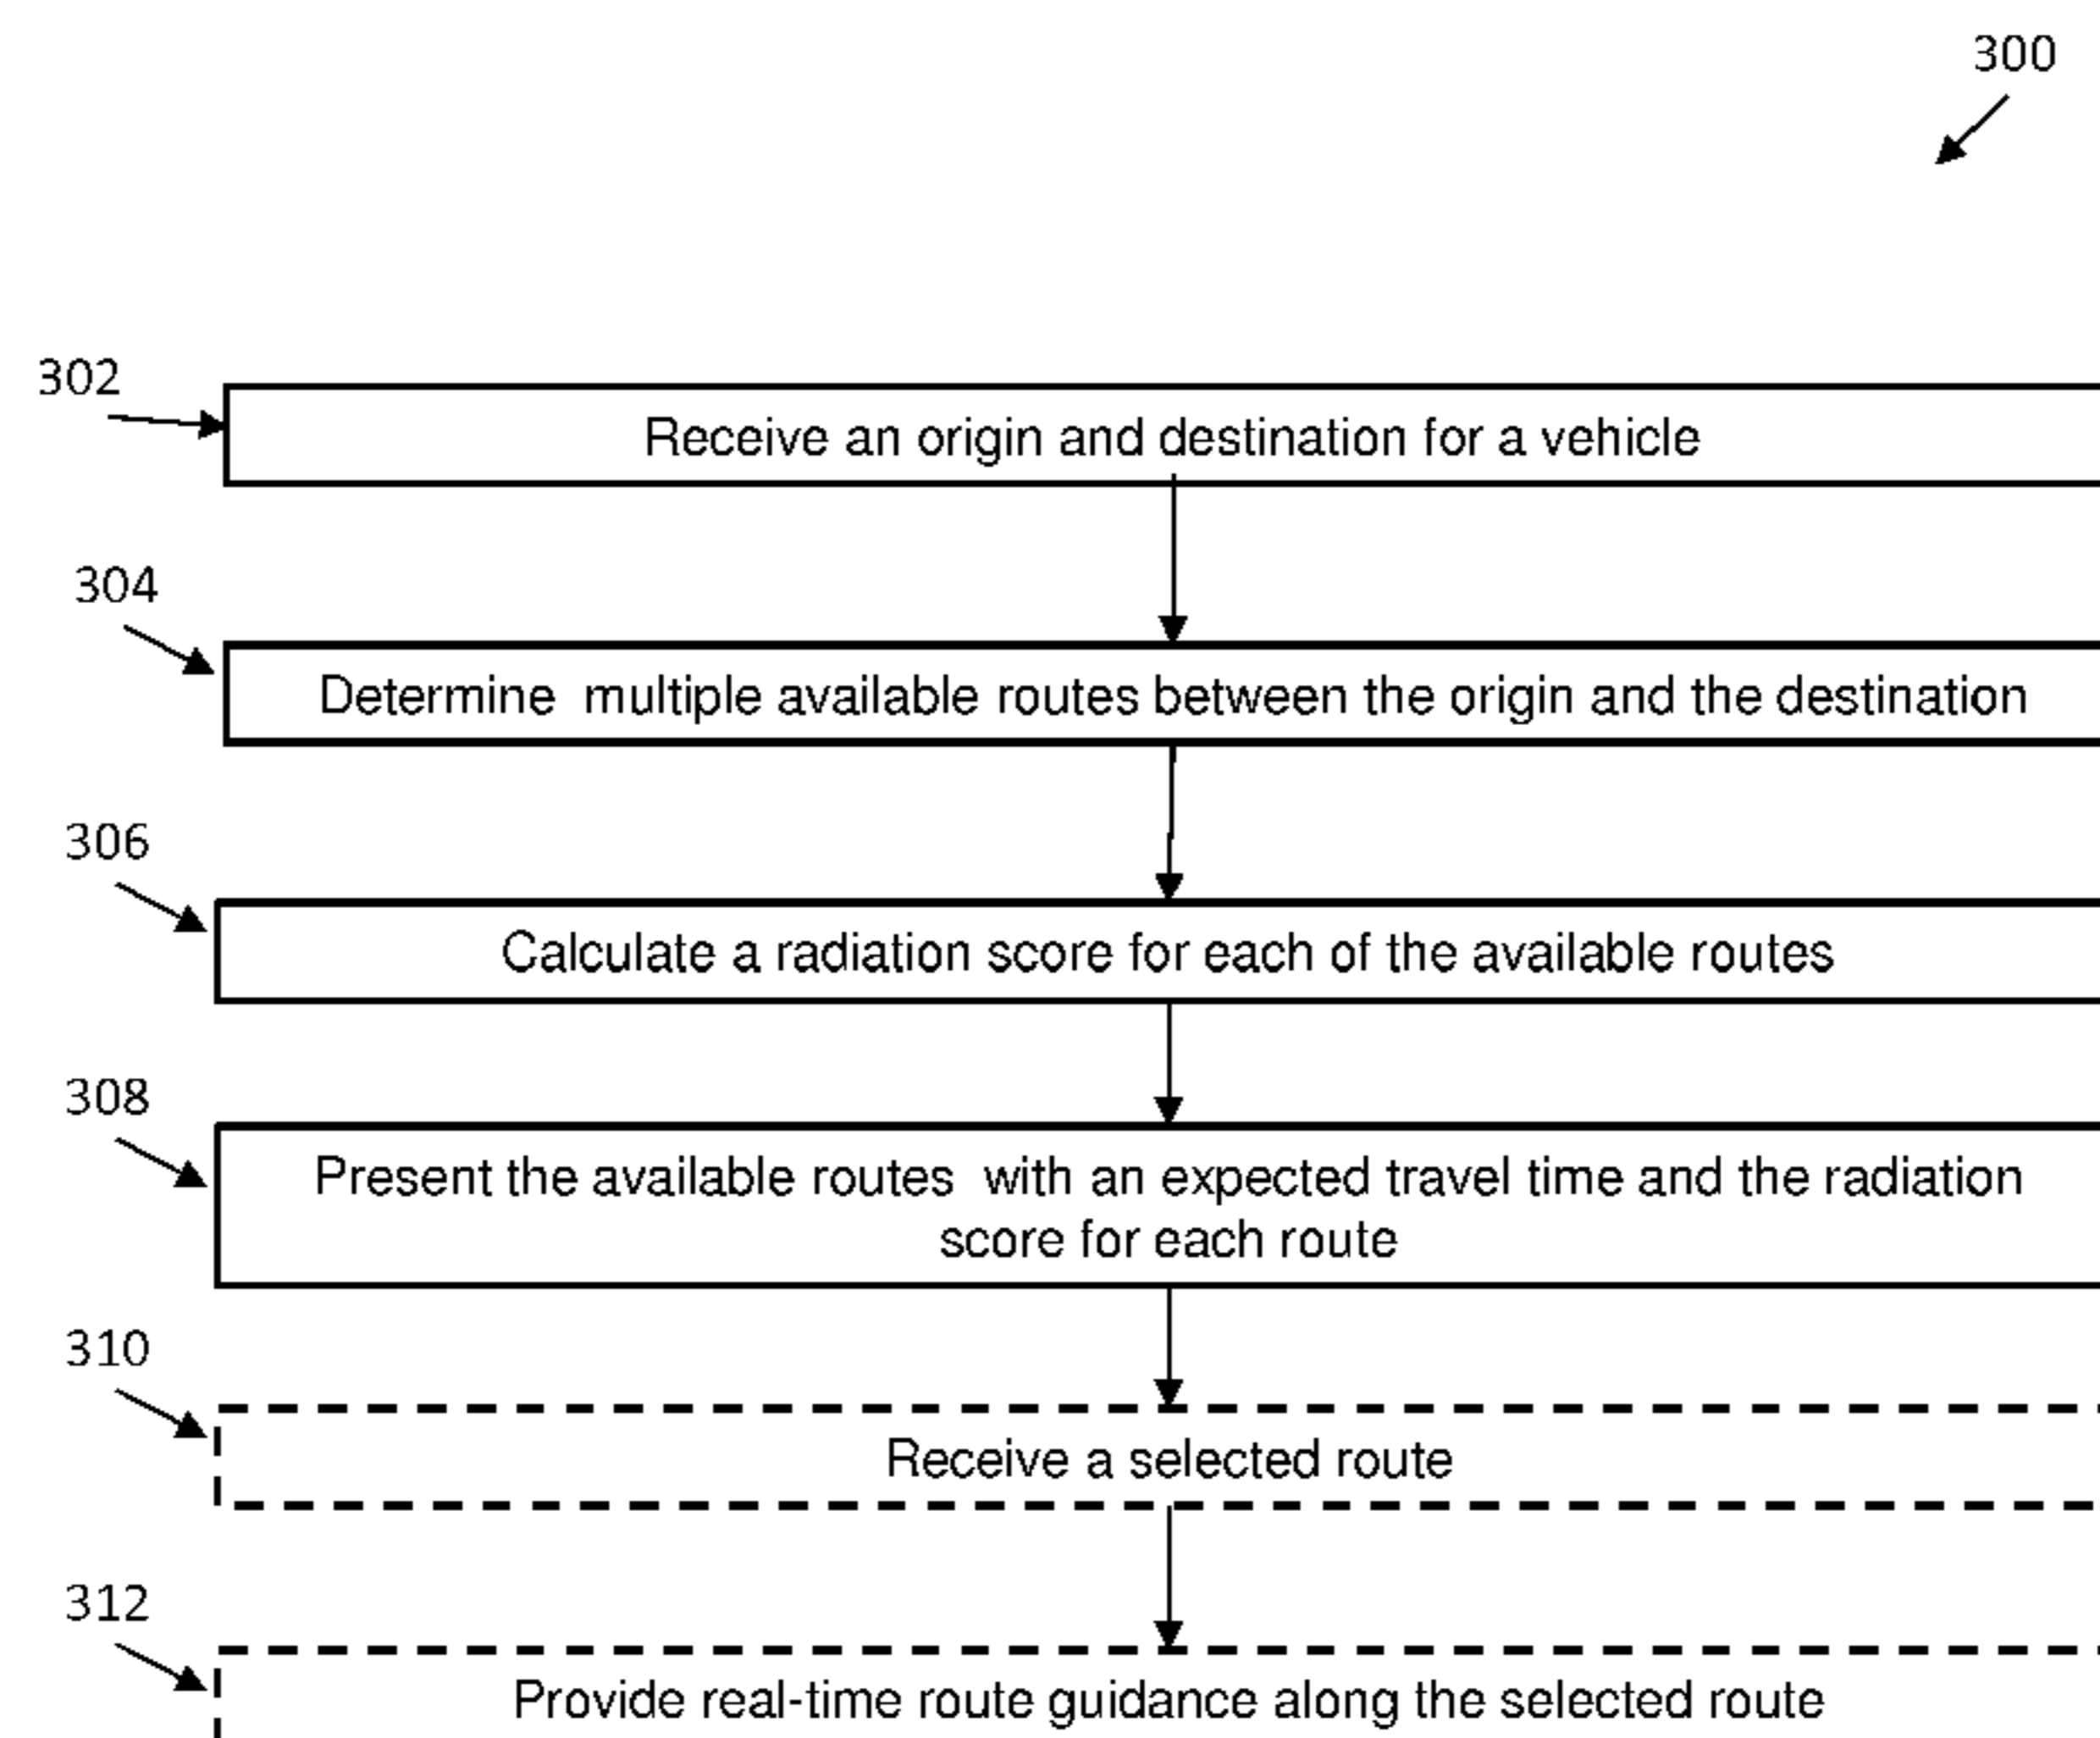 300
302
Receive an origin and destination for a vehicle
304
Determine multiple available routes between the origin and the destination
306
Calculate a radiation score for each of the available routes
308
Present the available routes with an expected travel time and the radiation
score for each route
310
Receive a selected route
312
Provide real-time route guidance along the selected route